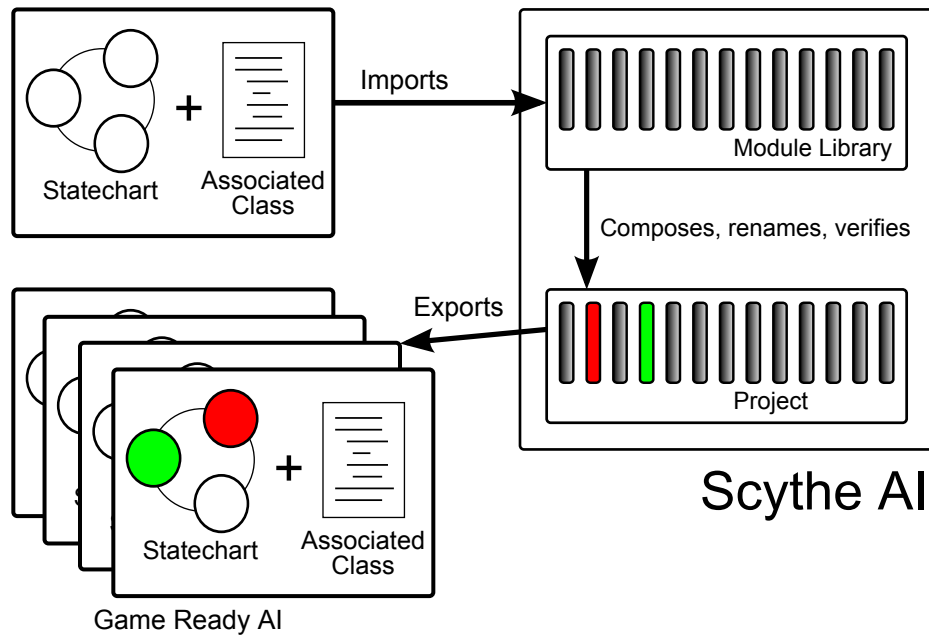 Imports
+
Statechart
Associated
Class
Module Library
Composes, renames, verifies
Exports
Project
+
Statechart
Associated
Class
Scythe AI
Game Ready AI